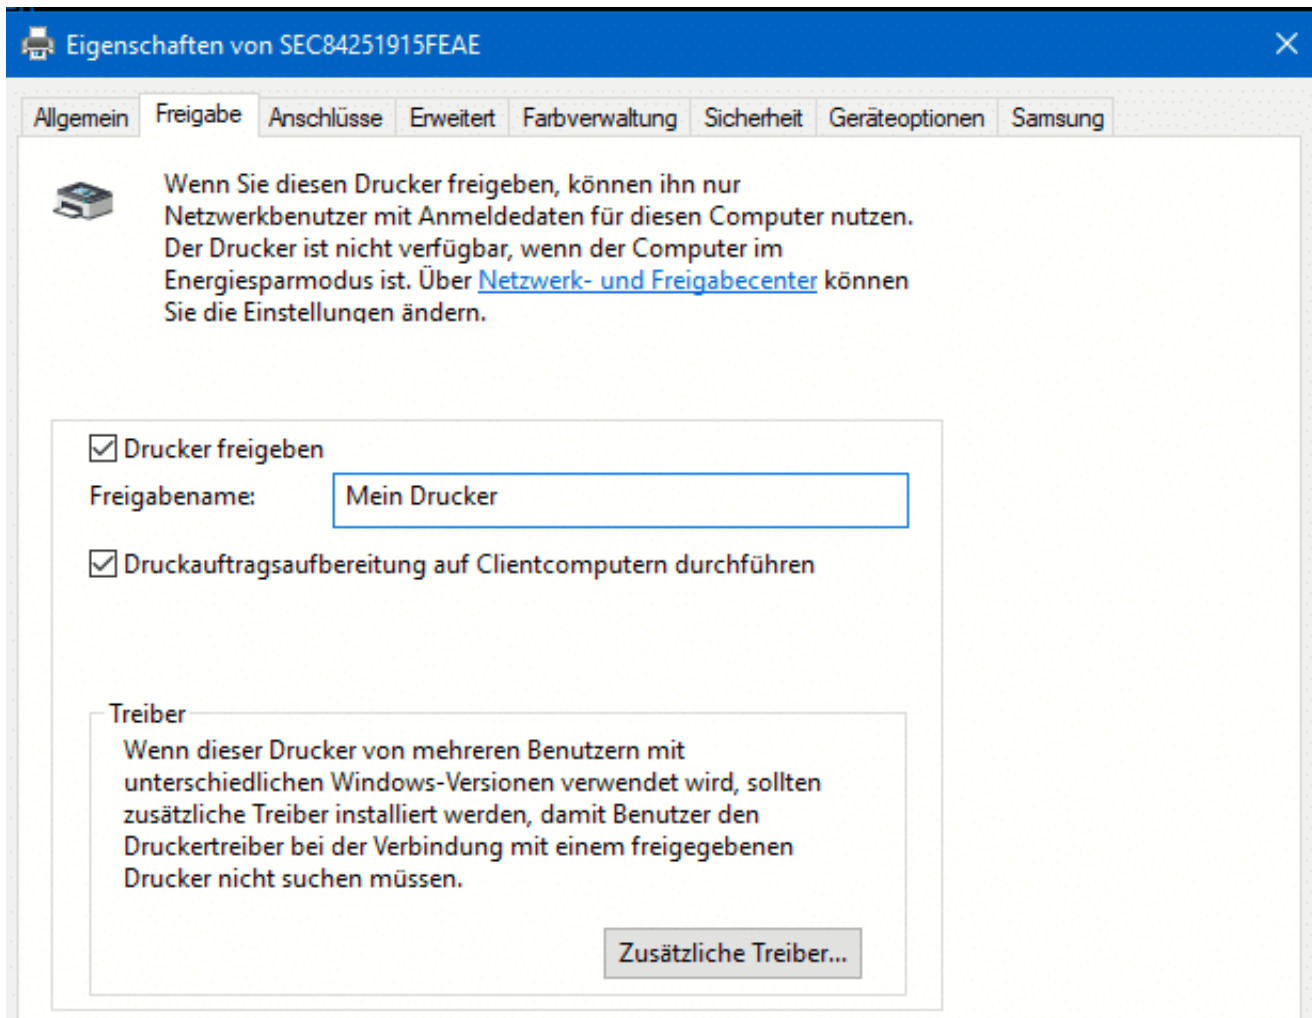 Eigenschaften von SEC84251915FEAE
Allgemein Freigabe Anschlüsse Erweitert Farbverwaltung Sicherheit Geräteoptionen Samsung
Wenn Sie diesen Drucker freigeben, können ihn nur
Netzwerkbenutzer mit Anmeldedaten für diesen Computer nutzen.
Der Drucker ist nicht verfügbar, wenn der Computer im
Energiesparmodus ist. Über Netzwerk- und Freigabecenter können
Sie die Einstellungen ändern.
Drucker freigeben
Freigabename: Mein Drucker
Druckauftragsaufbereitung auf Clientcomputern durchführen
Treiber
Wenn dieser Drucker von mehreren Benutzern mit
unterschiedlichen Windows-Versionen verwendet wird, sollten
zusätzliche Treiber installiert werden, damit Benutzer den
Druckertreiber bei der Verbindung mit einem freigegebenen
Drucker nicht suchen müssen.
Zusätzliche Treiber...